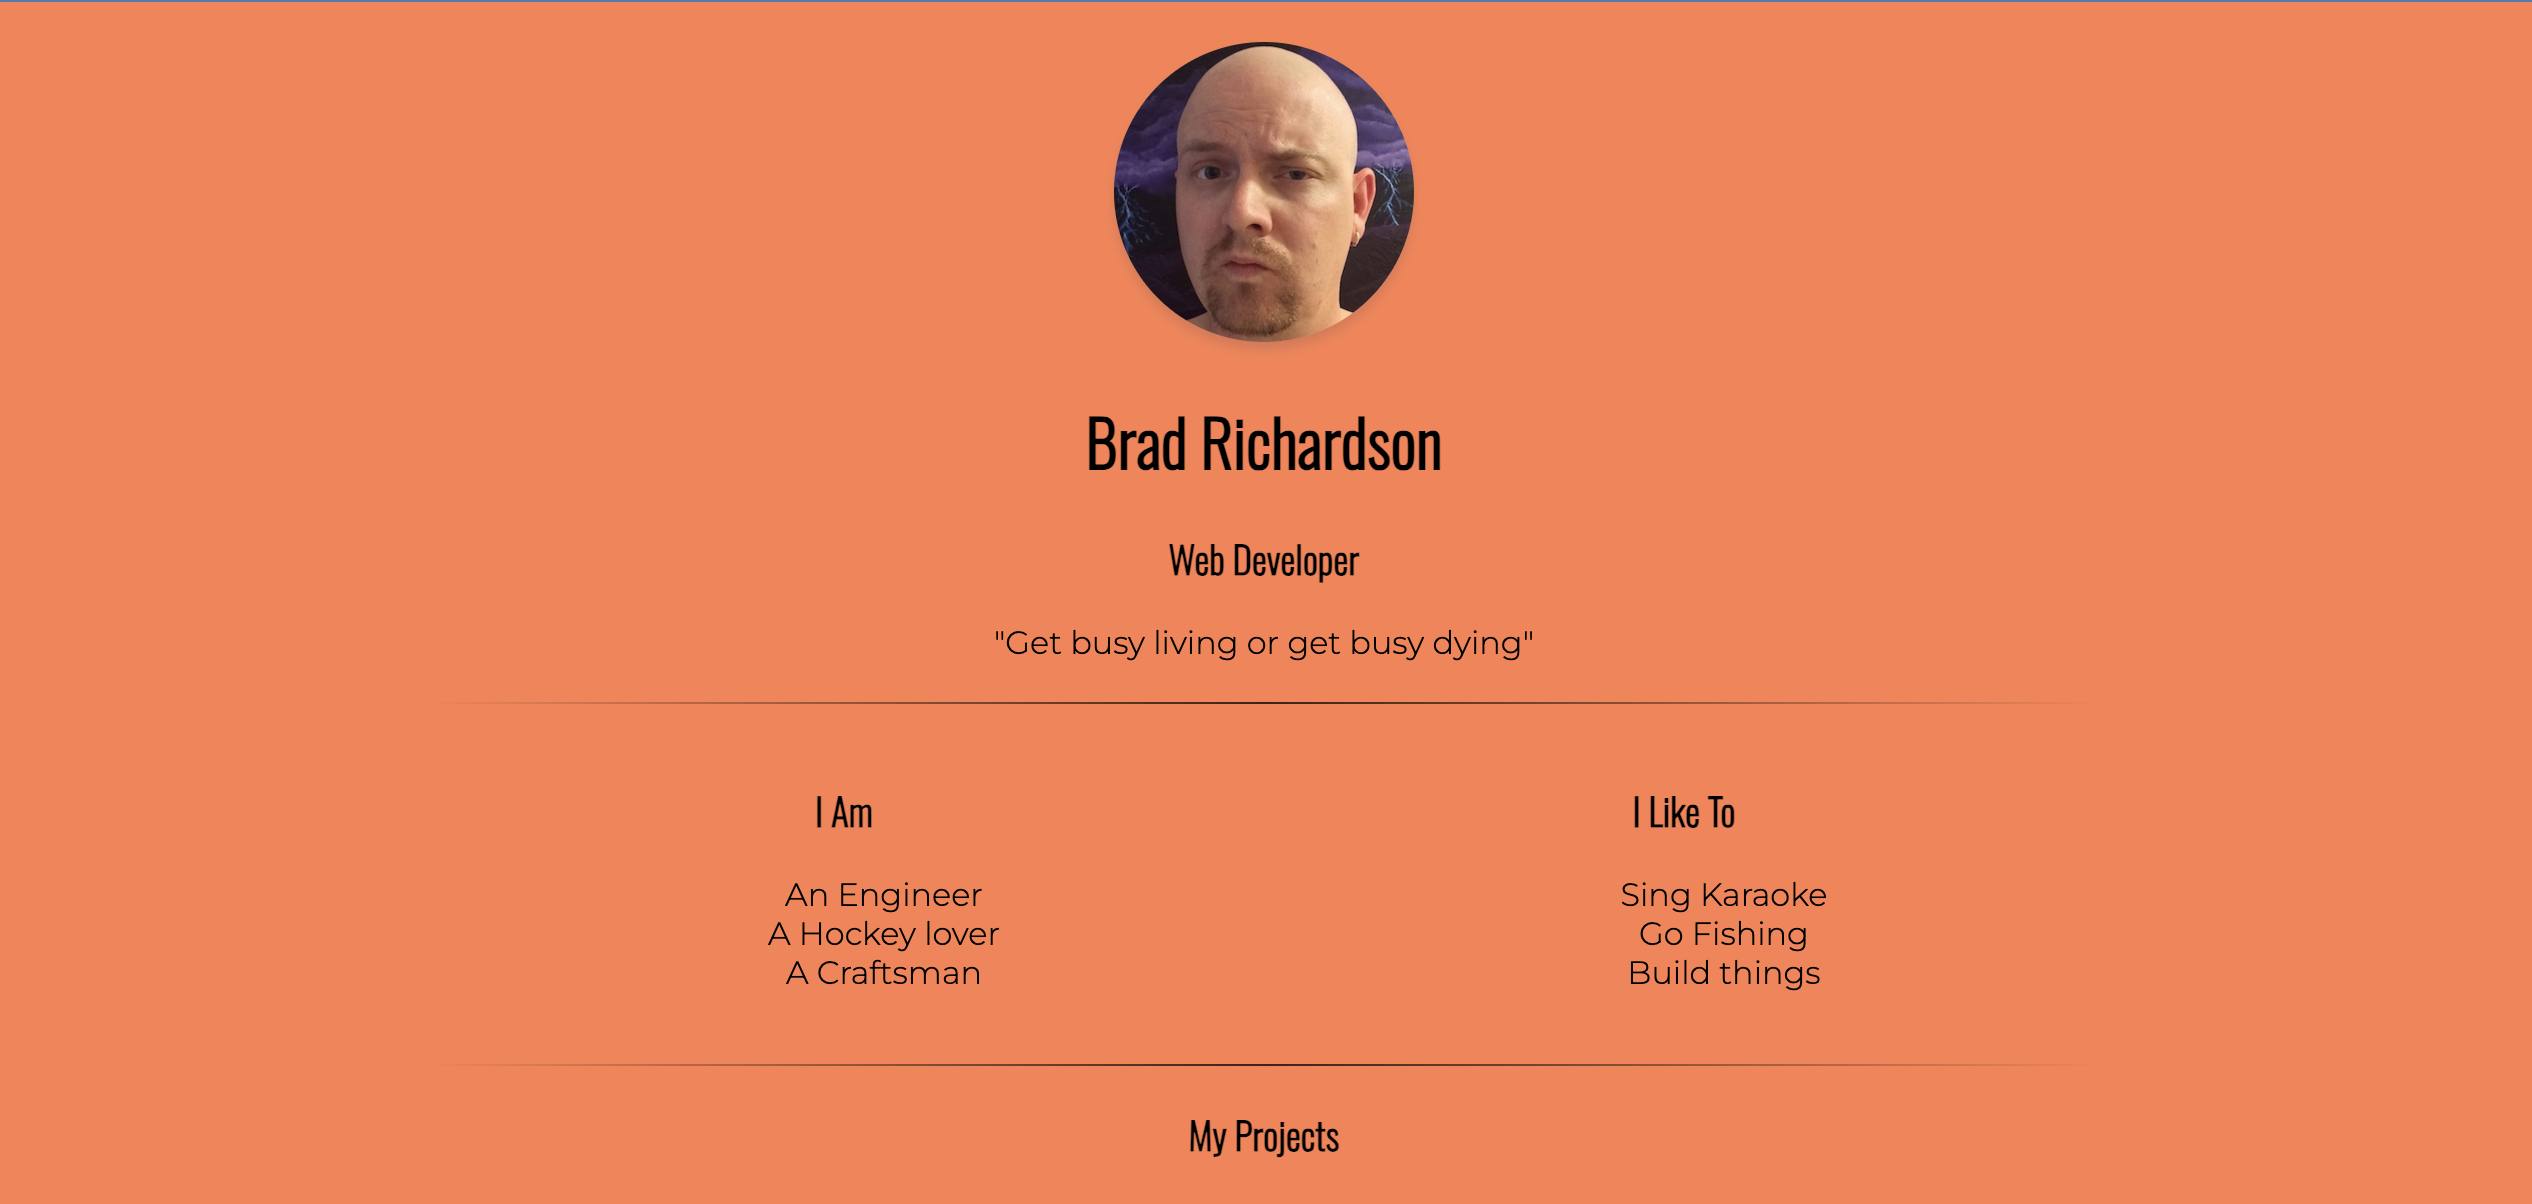 Brad Richardson
Web Developer
"Get busy living or get busy dying"
I Am
An Engineer
A Hockey lover
A Craftsman
I Like To
Sing Karaoke
Go Fishing
Build things
My Projects